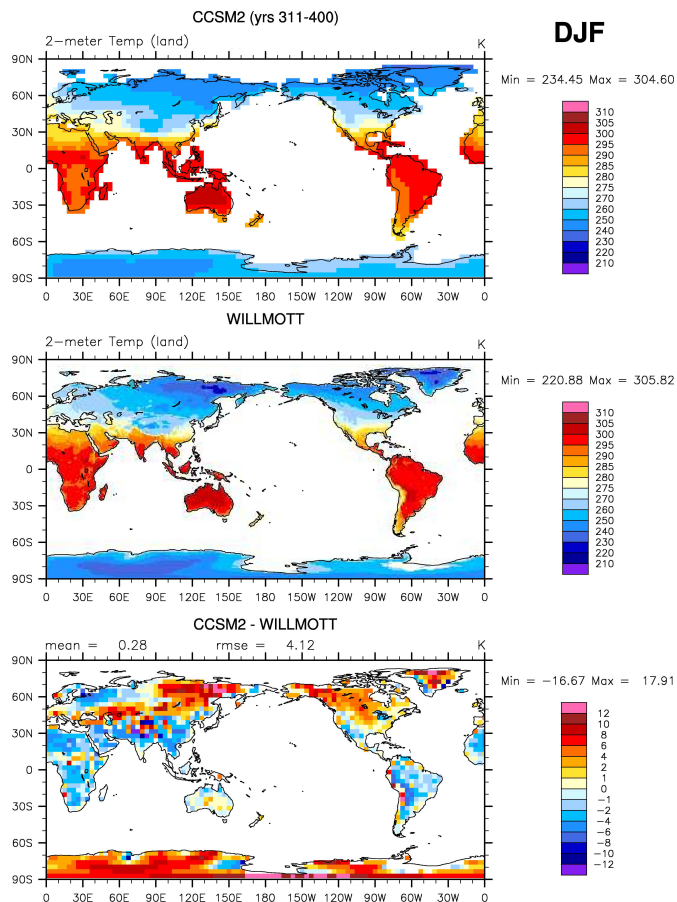 CCSM2 (yrs 311-400)
DJF
2-meter Temp (land) K
Min = 234.45 Max = 304.60
90N
60N
30N
0
30S
60S
90S
0 30E 60E 90E 120E 150E 180 150W 120W 90W 60W 30W 0
310
305
300
295
290
285
280
275
270
260
250
240
230
220
210
WILLMOTT
2-meter Temp (land) K
Min = 220.88 Max = 305.82
90N
60N
30N
0
30S
60S
90S
0 30E 60E 90E 120E 150E 180 150W 120W 90W 60W 30W 0
310
305
300
295
290
285
280
275
270
260
250
240
230
220
210
CCSM2 - WILLMOTT
mean = 0.28 rmse = 4.12 K
Min = -16.67 Max = 17.91
90N
60N
30N
0
30S
60S
90S
0 30E 60E 90E 120E 150E 180 150W 120W 90W 60W 30W 0
12
10
8
6
4
2
1
0
-1
-2
-4
-6
-8
-10
-12